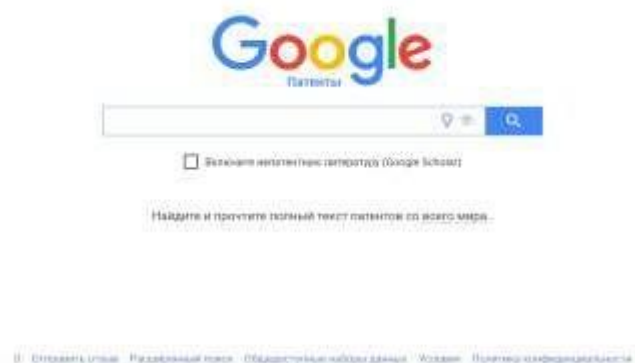 Google
Патенты
Включите непатентную литературу (Google Scholar)
Найдите и прочтите полный текст патентов со всего мира.
Отправить отзыв Расширенный поиск Общедоступные наборы данных Условия Политика конфиденциальности